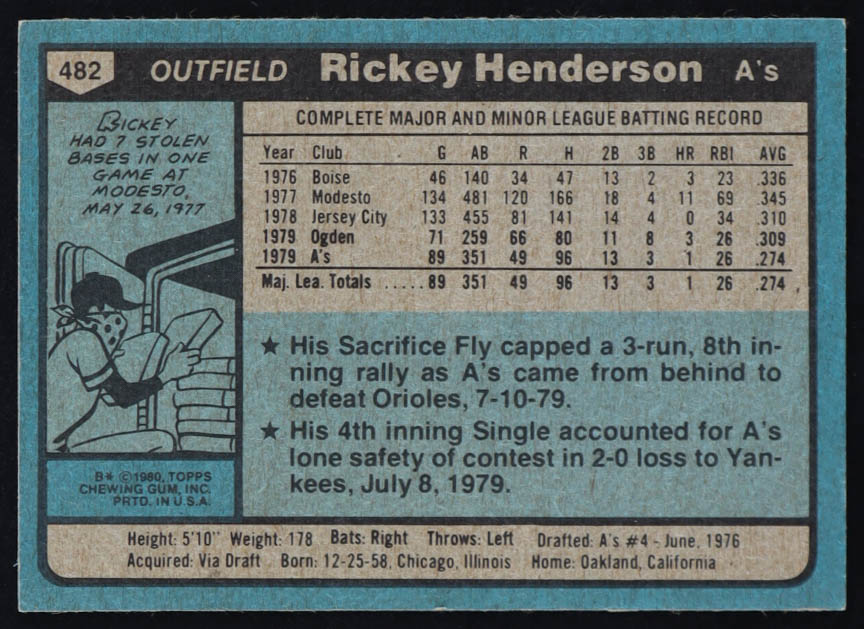 482 OUTFIELD Rickey Henderson A's
RICKEY
HAD 7 STOLEN
BASES IN ONE
GAME AT
MODESTO,
MAY 26, 1977
COMPLETE MAJOR AND MINOR LEAGUE BATTING RECORD
Year Club G AB R H 2B 3B HR RBI AVG
1976 Boise 46 140 34 47 13 2 3 23 .336
1977 Modesto 134 481 120 166 18 4 11 69 .345
1978 Jersey City 133 455 81 141 14 4 0 34 .310
1979 Ogden 71 259 66 80 11 8 3 26 .309
1979 A's 89 351 49 96 13 3 1 26 .274
Maj. Lea. Totals .....89 351 49 96 13 3 1 26 .274
★ His Sacrifice Fly capped a 3-run, 8th in-
ning rally as A's came from behind to
defeat Orioles, 7-10-79.
★ His 4th inning Single accounted for A's
lone safety of contest in 2-0 loss to Yan-
kees, July 8, 1979.
B* ©1980, TOPPS
CHEWING GUM, INC.
PRTD. IN U.S.A.
Height: 5'10" Weight: 178 Bats: Right Throws: Left Drafted: A's #4 - June, 1976
Acquired: Via Draft Born: 12-25-58, Chicago, Illinois Home: Oakland, California